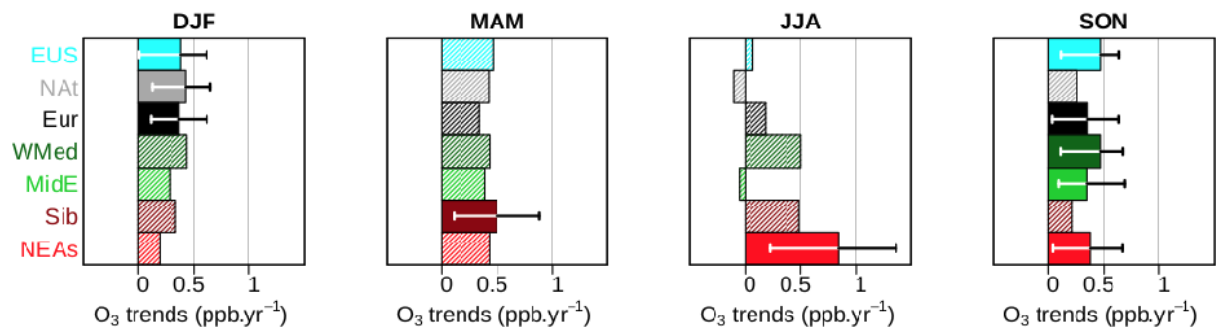 DJF MAM JJA SON
EUS
NAt
Eur
WMed
MidE
Sib
NEAs
0 0.5 1 0 0.5 1 0 0.5 1 0 0.5 1
O₃ trends (ppb.yr⁻¹) O₃ trends (ppb.yr⁻¹) O₃ trends (ppb.yr⁻¹) O₃ trends (ppb.yr⁻¹)